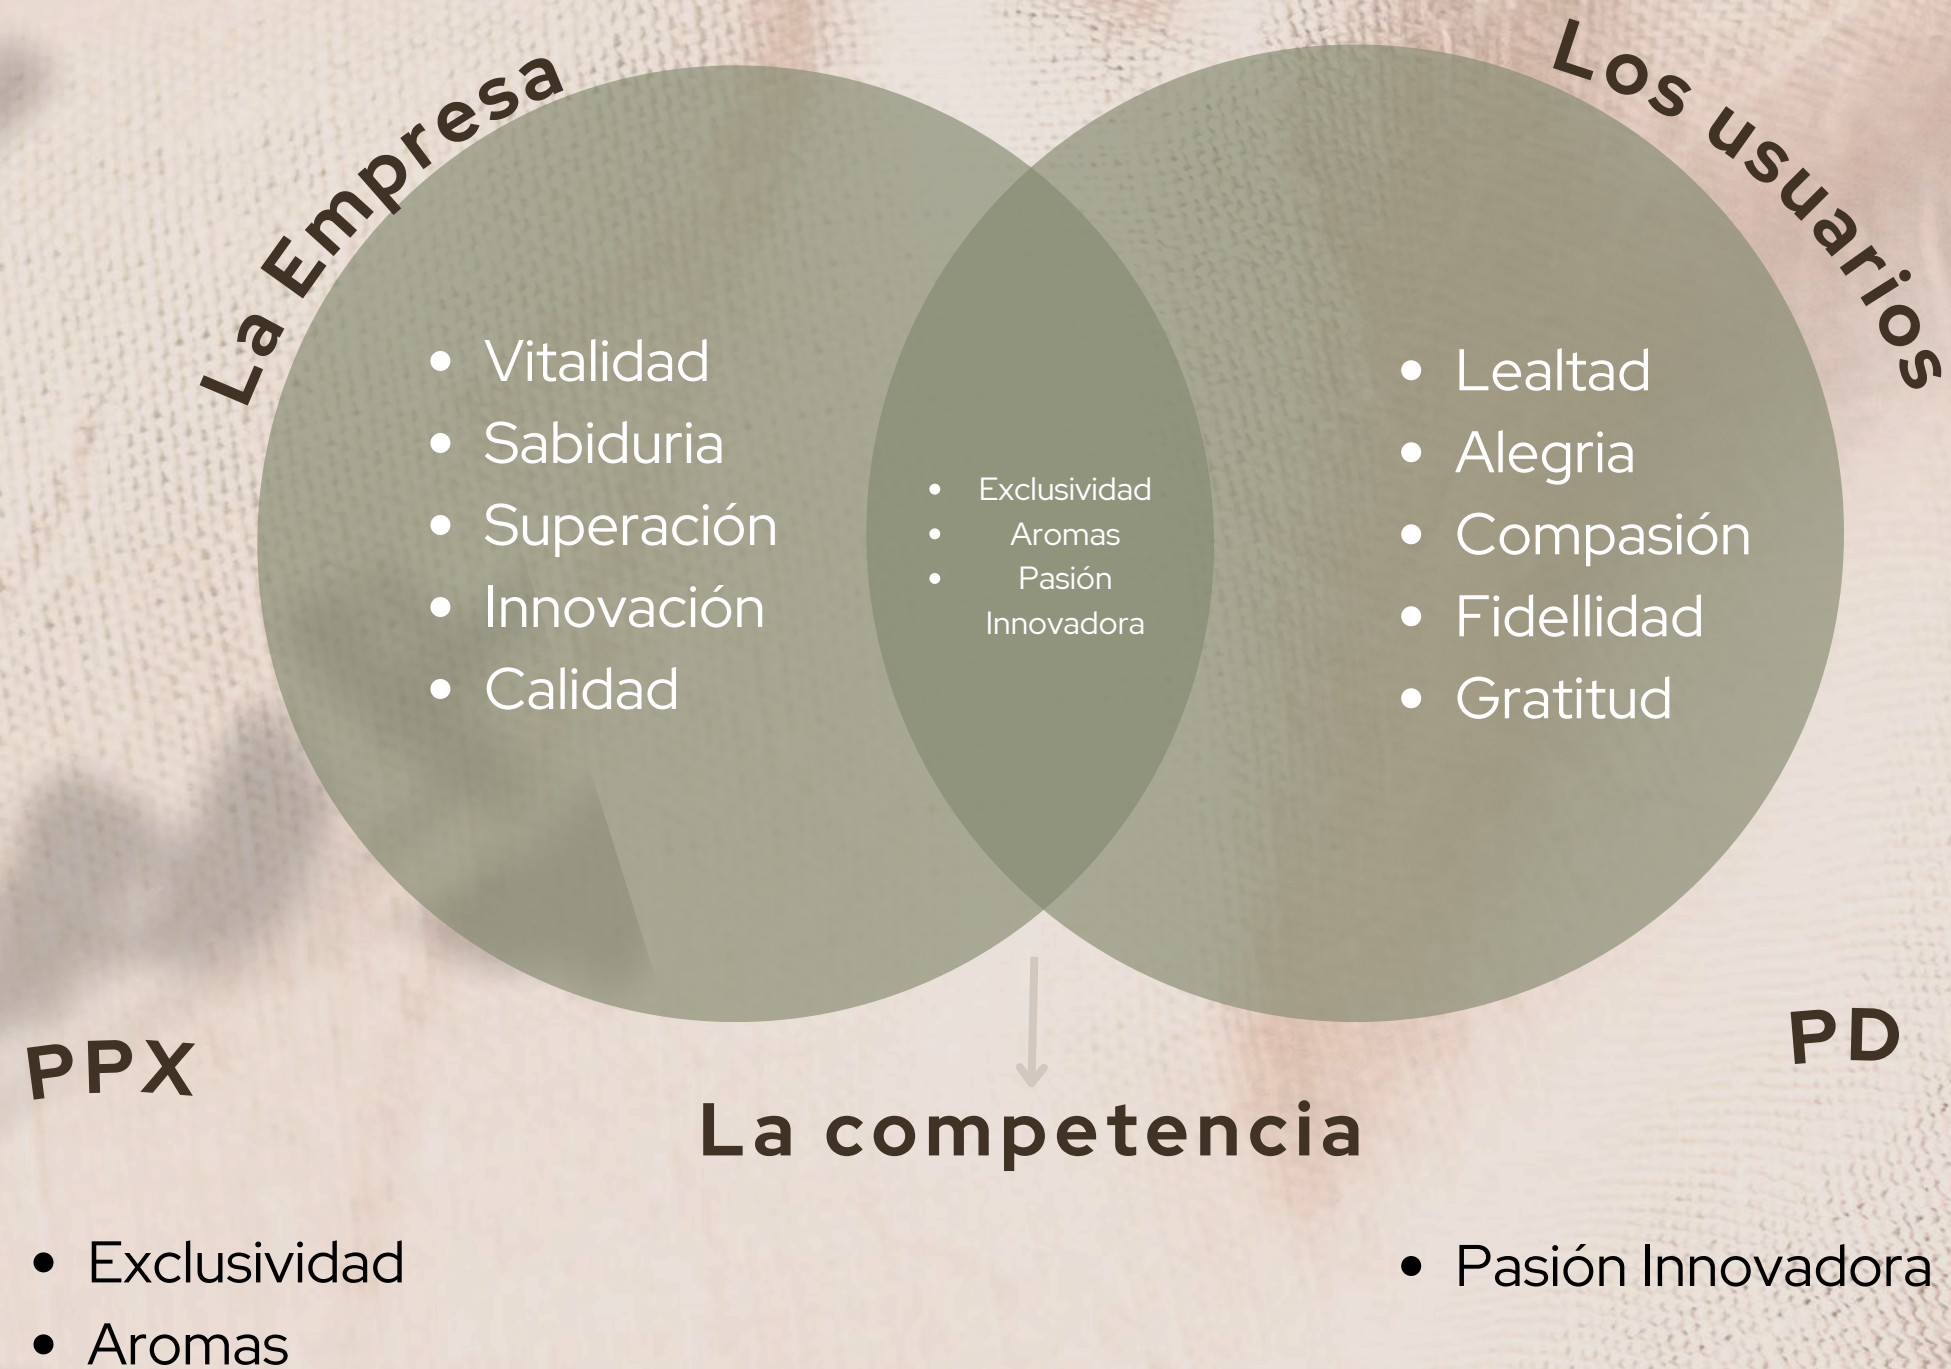 La Empresa
Los usuarios
Vitalidad
Sabiduria
Superación
Innovación
Calidad
Exclusividad
Aromas
Pasión
Innovadora
Lealtad
Alegria
Compasión
Fidellidad
Gratitud
PPX
PD
La competencia
Exclusividad
Aromas
Pasión Innovadora